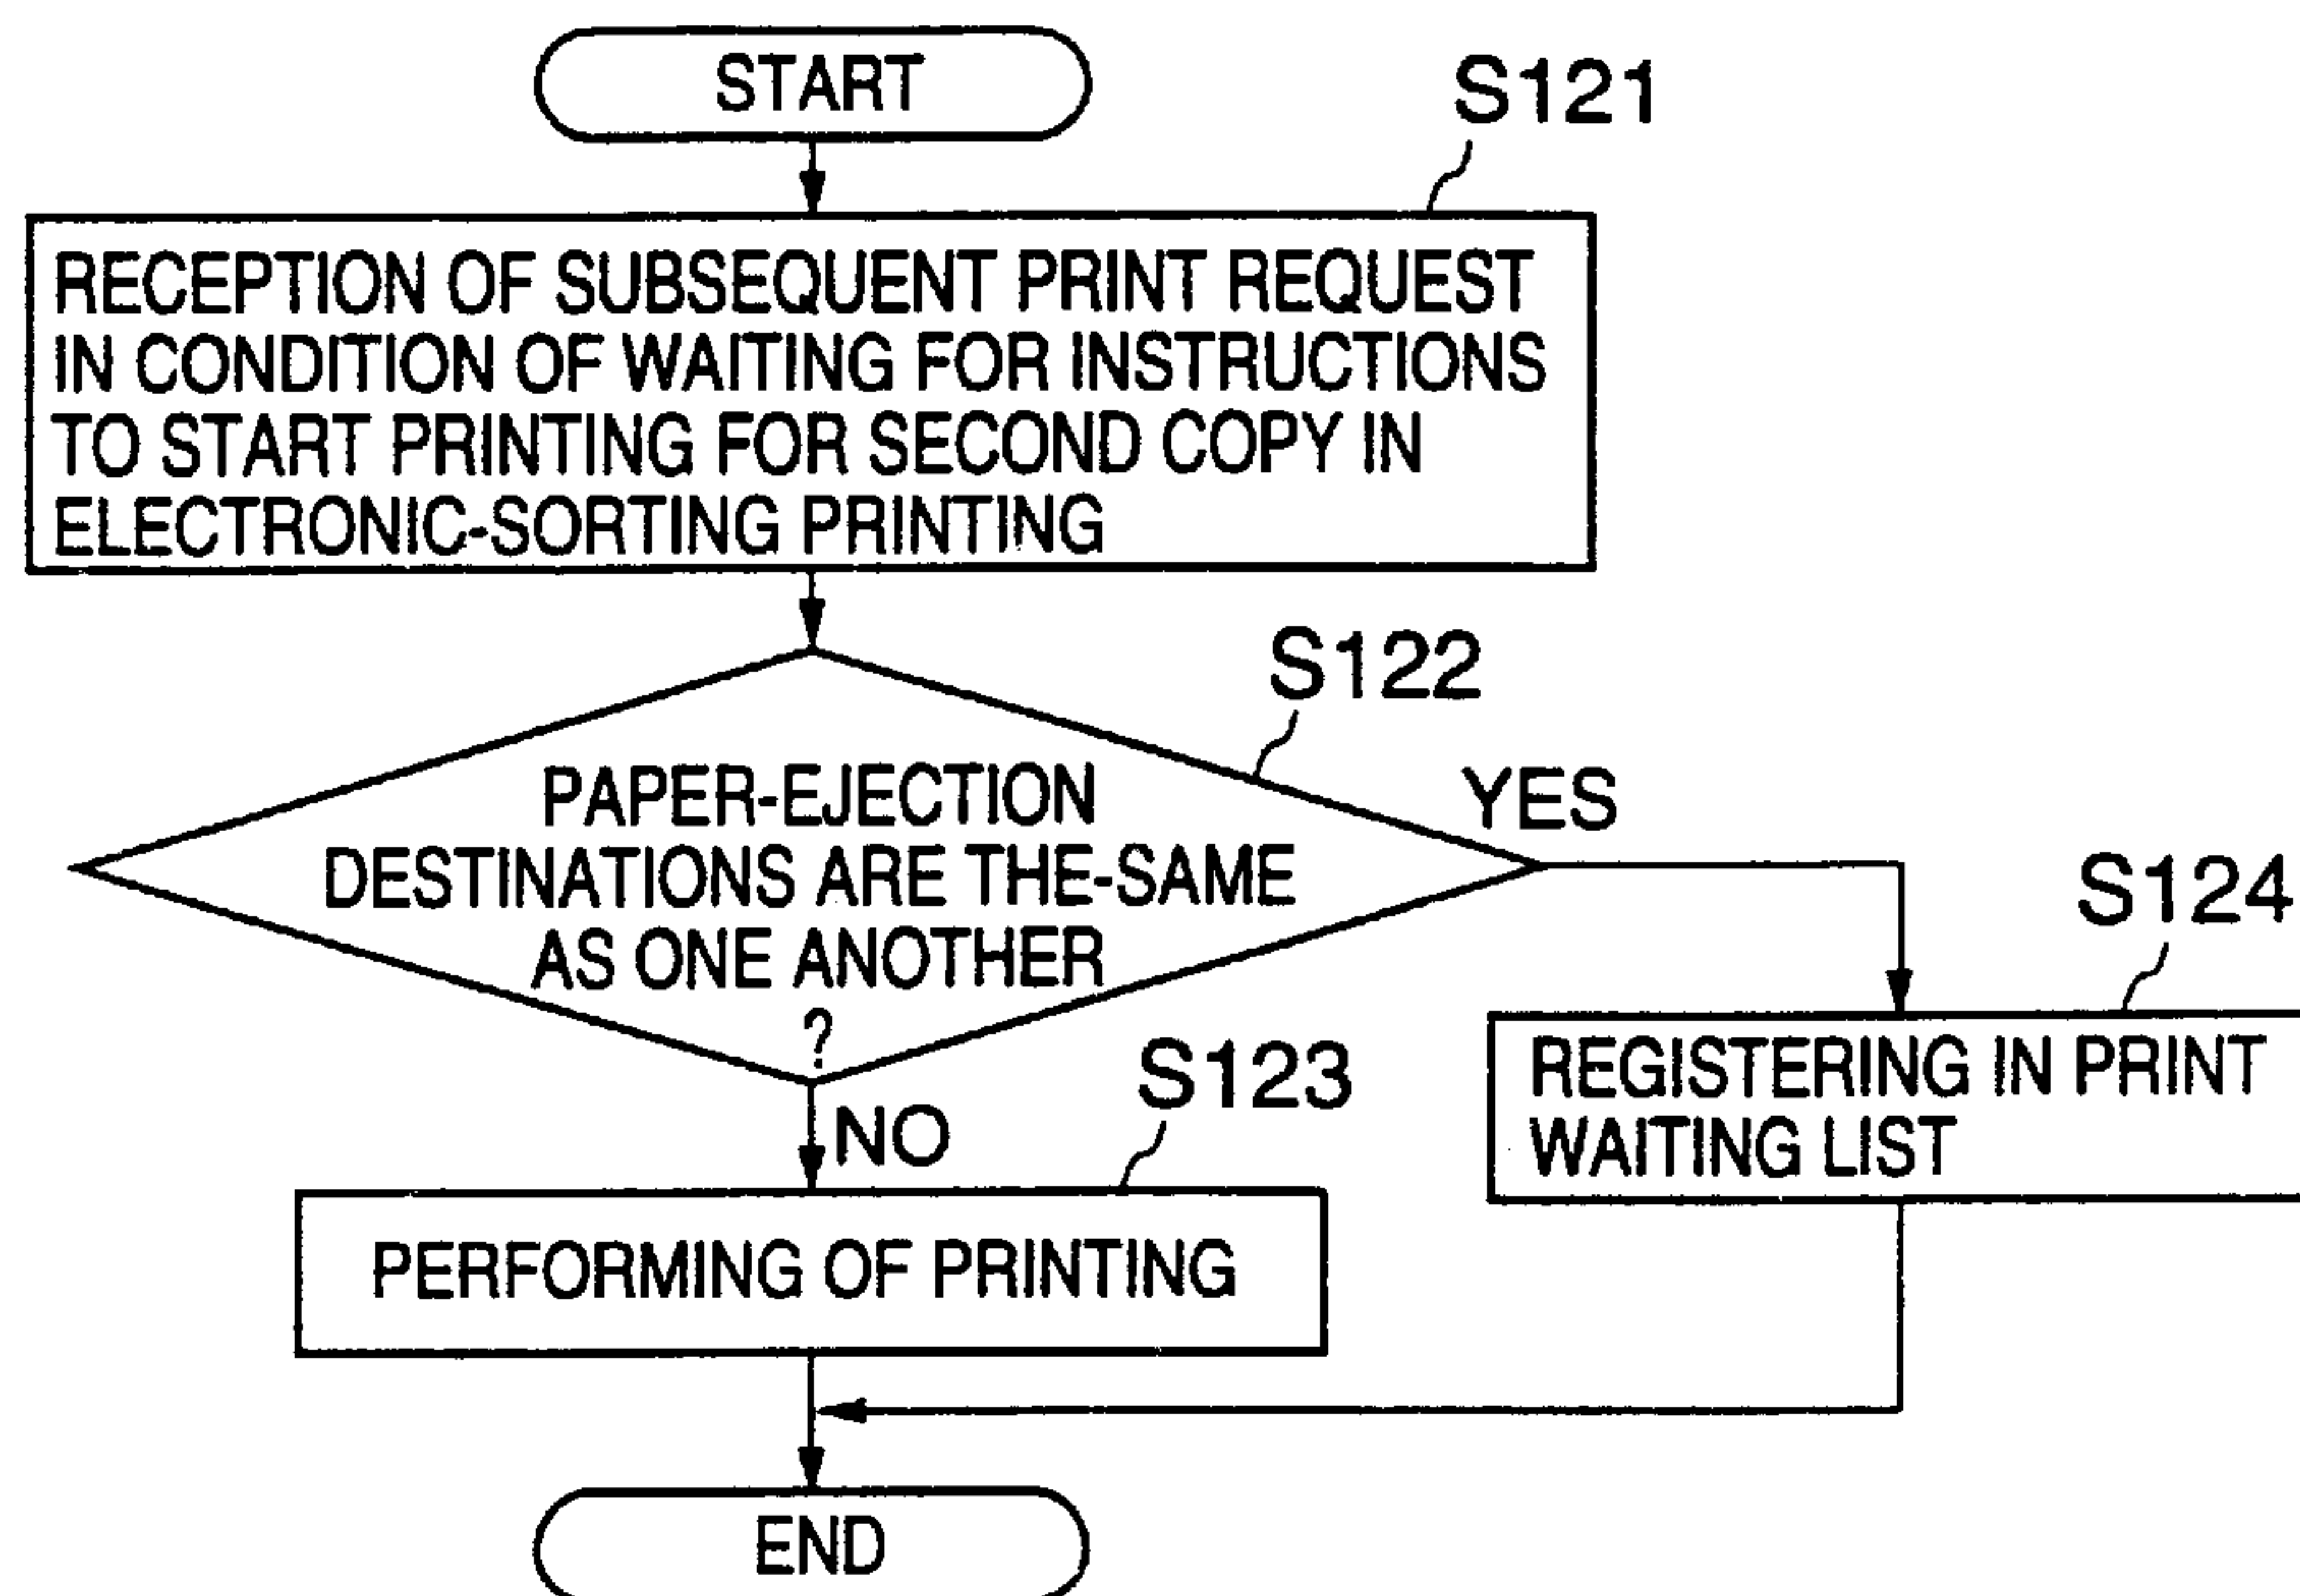 START
S121
RECEPTION OF SUBSEQUENT PRINT REQUEST
IN CONDITION OF WAITING FOR INSTRUCTIONS
TO START PRINTING FOR SECOND COPY IN
ELECTRONIC-SORTING PRINTING
S122
PAPER-EJECTION
DESTINATIONS ARE THE-SAME
AS ONE ANOTHER
?
YES
S124
REGISTERING IN PRINT
WAITING LIST
NO
S123
PERFORMING OF PRINTING
END